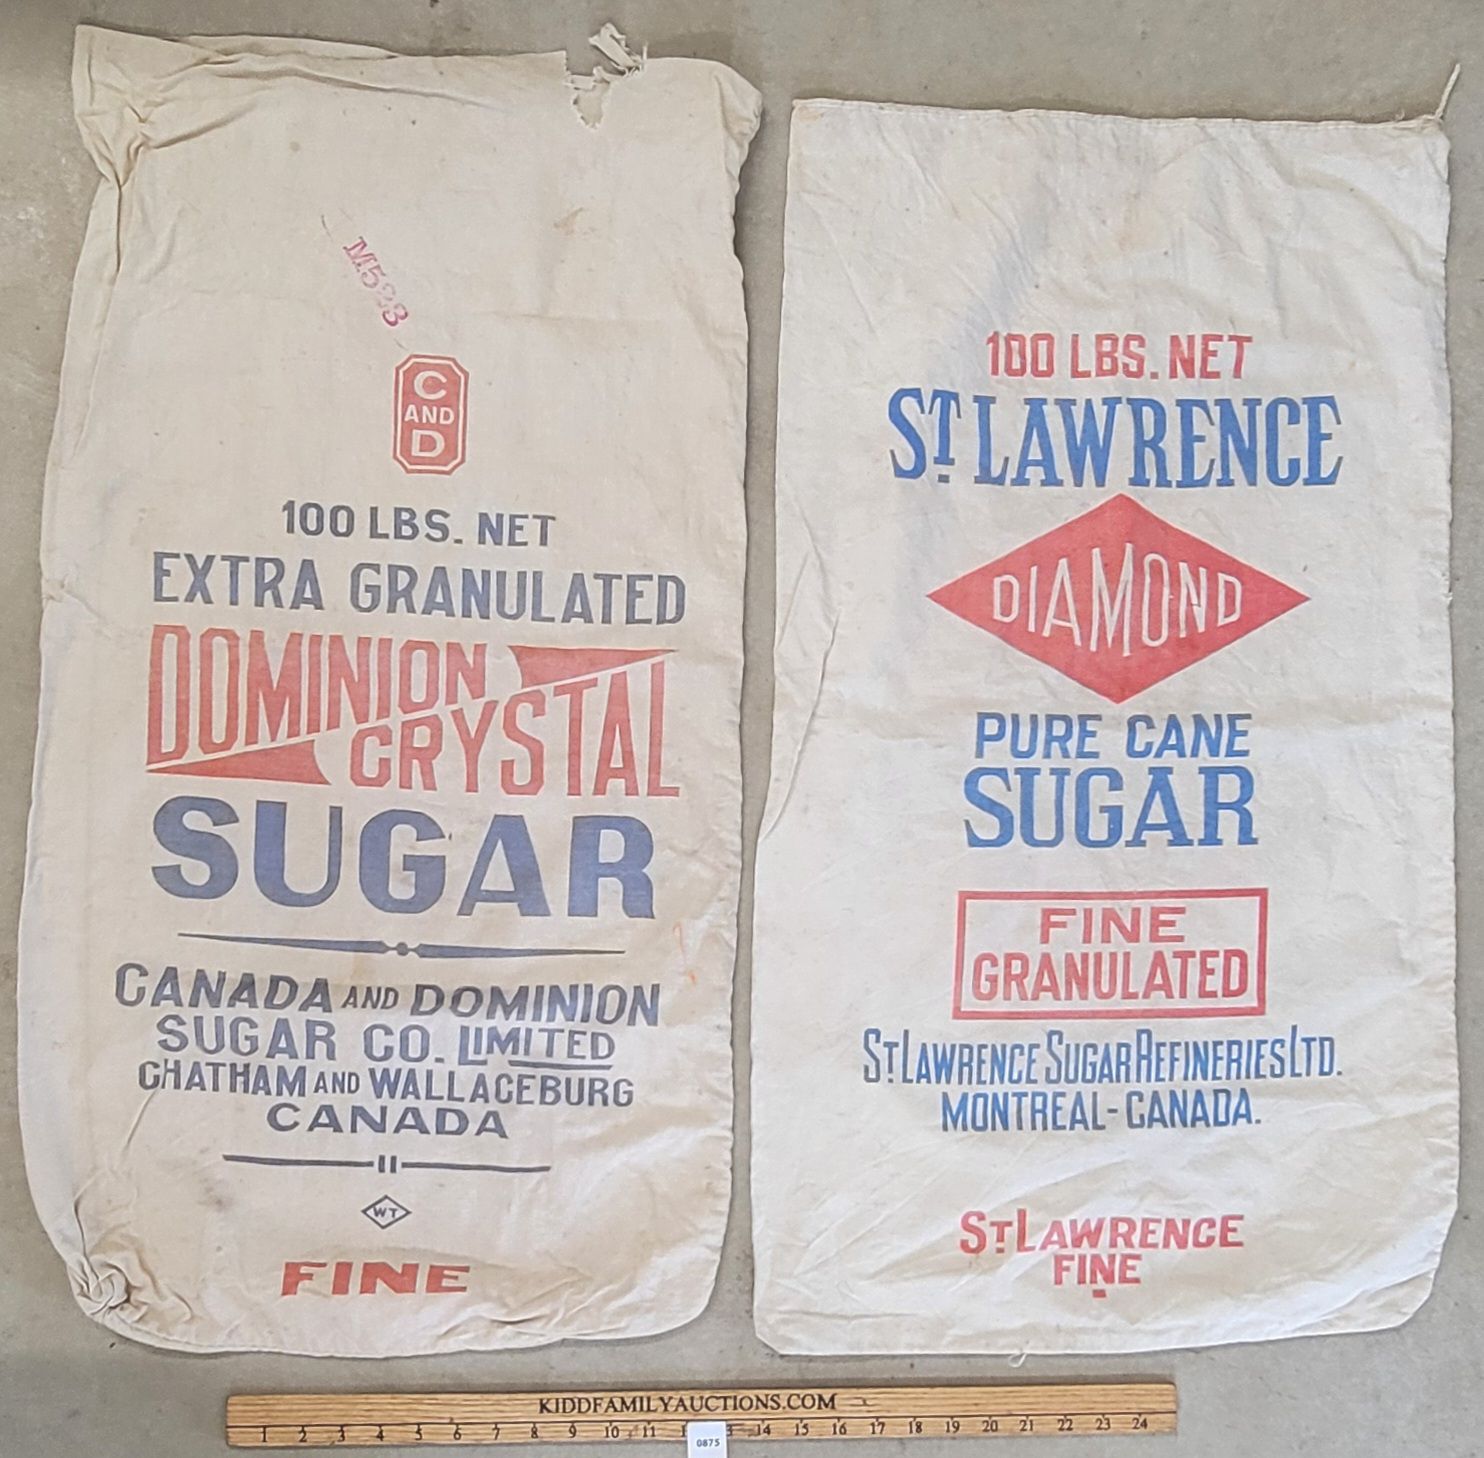 M523
C
AND
D
100 LBS. NET
EXTRA GRANULATED
DOMINION
CRYSTAL
SUGAR
CANADA AND DOMINION
SUGAR CO. LIMITED
CHATHAM AND WALLACEBURG
CANADA
WT
FINE
100 LBS. NET
ST. LAWRENCE
DIAMOND
PURE CANE
SUGAR
FINE
GRANULATED
ST. LAWRENCE SUGAR REFINERIES LTD.
MONTREAL - CANADA.
ST. LAWRENCE
FINE
KIDDFAMILYAUCTIONS.COM
1 2 3 4 5 6 7 8 9 10 11 1 3 14 15 16 17 18 19 20 21 22 23 24
0875